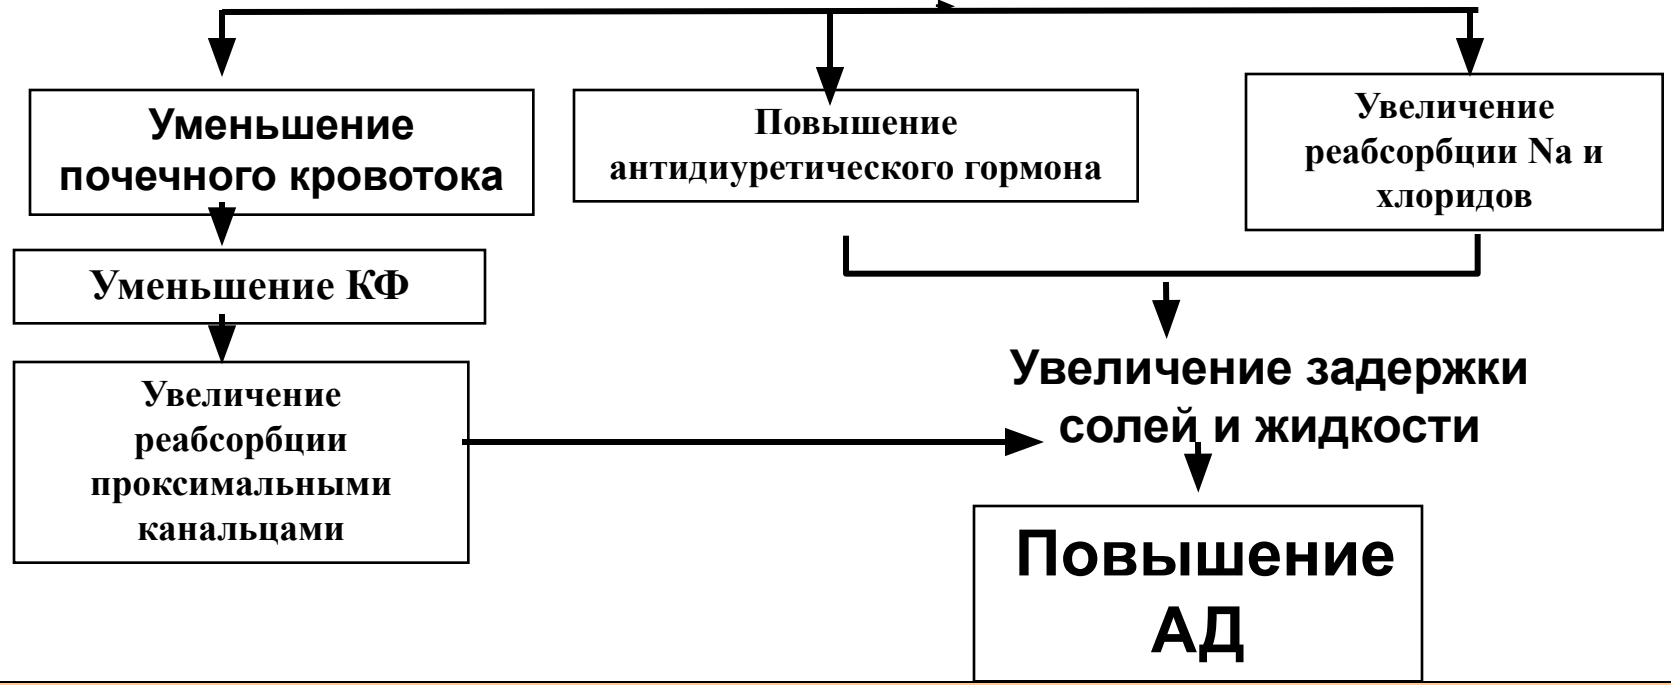 Уменьшение
почечного кровотока
Повышение
антидиуретического гормона
Увеличение
реабсорбции Na и
хлоридов
Уменьшение КФ
Увеличение
реабсорбции
проксимальными
канальцами
Увеличение задержки
солей и жидкости
Повышение
АД